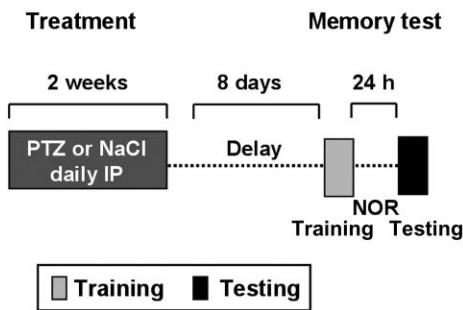 Treatment
Memory test
2 weeks
8 days
24 h
PTZ or NaCl
daily IP
Delay
NOR
Training
Testing
Training
Testing